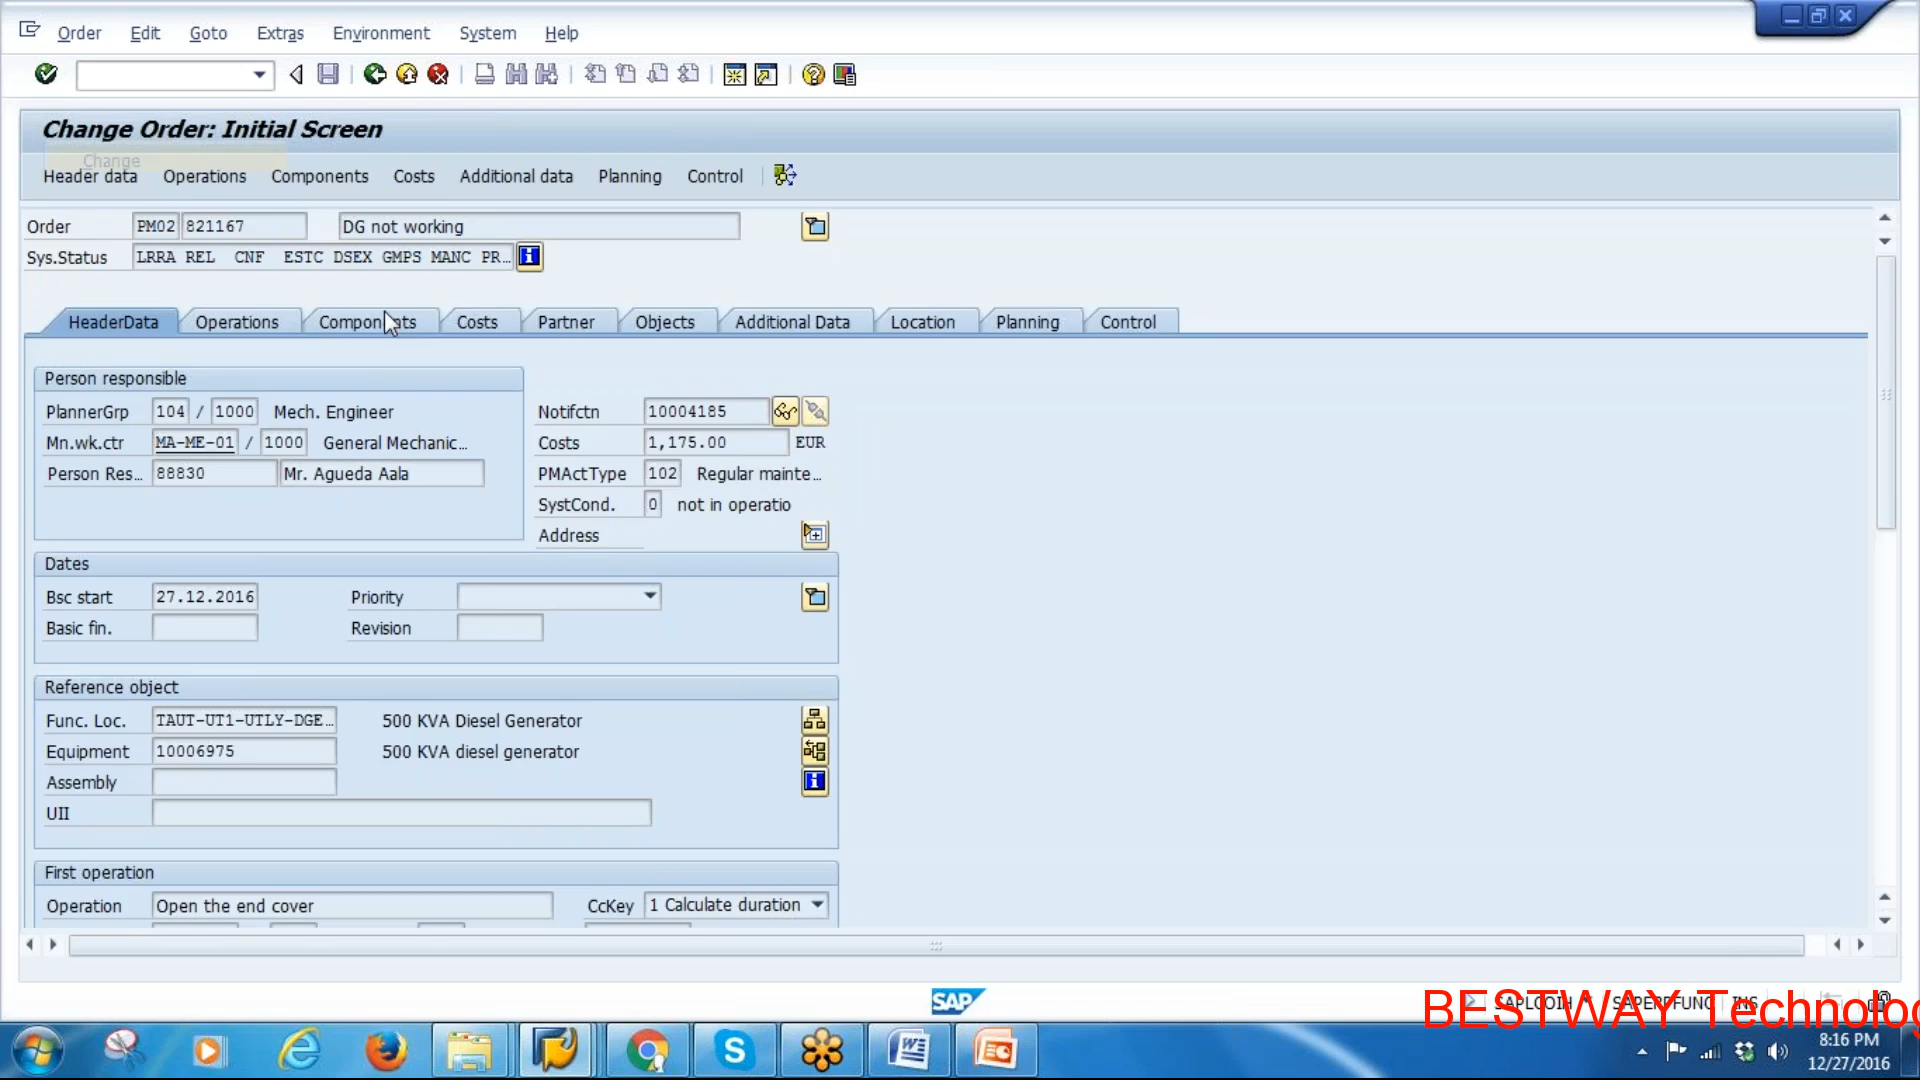 Order Edit Goto Extras Environment System Help
Change Order: Initial Screen
Change
Header data Operations Components Costs Additional data Planning Control
Order PM02 821167 DG not working
Sys.Status LRRA REL CNF ESTC DSEX GMPS MANC PR…
HeaderData Operations Components Costs Partner Objects Additional Data Location Planning Control
Person responsible
PlannerGrp 104 / 1000 Mech. Engineer
Mn.wk.ctr MA-ME-01 / 1000 General Mechanic…
Person Res… 88830 Mr. Agueda Aala
Notifctn 10004185
Costs 1,175.00 EUR
PMActType 102 Regular mainte…
SystCond. 0 not in operatio
Address
Dates
Bsc start 27.12.2016 Priority
Basic fin. Revision
Reference object
Func. Loc. TAUT-UT1-UTLY-DGE… 500 KVA Diesel Generator
Equipment 10006975 500 KVA diesel generator
Assembly
UII
First operation
Operation Open the end cover CcKey 1 Calculate duration
SAP
BESTWAY Technolog
8:16 PM
12/27/2016